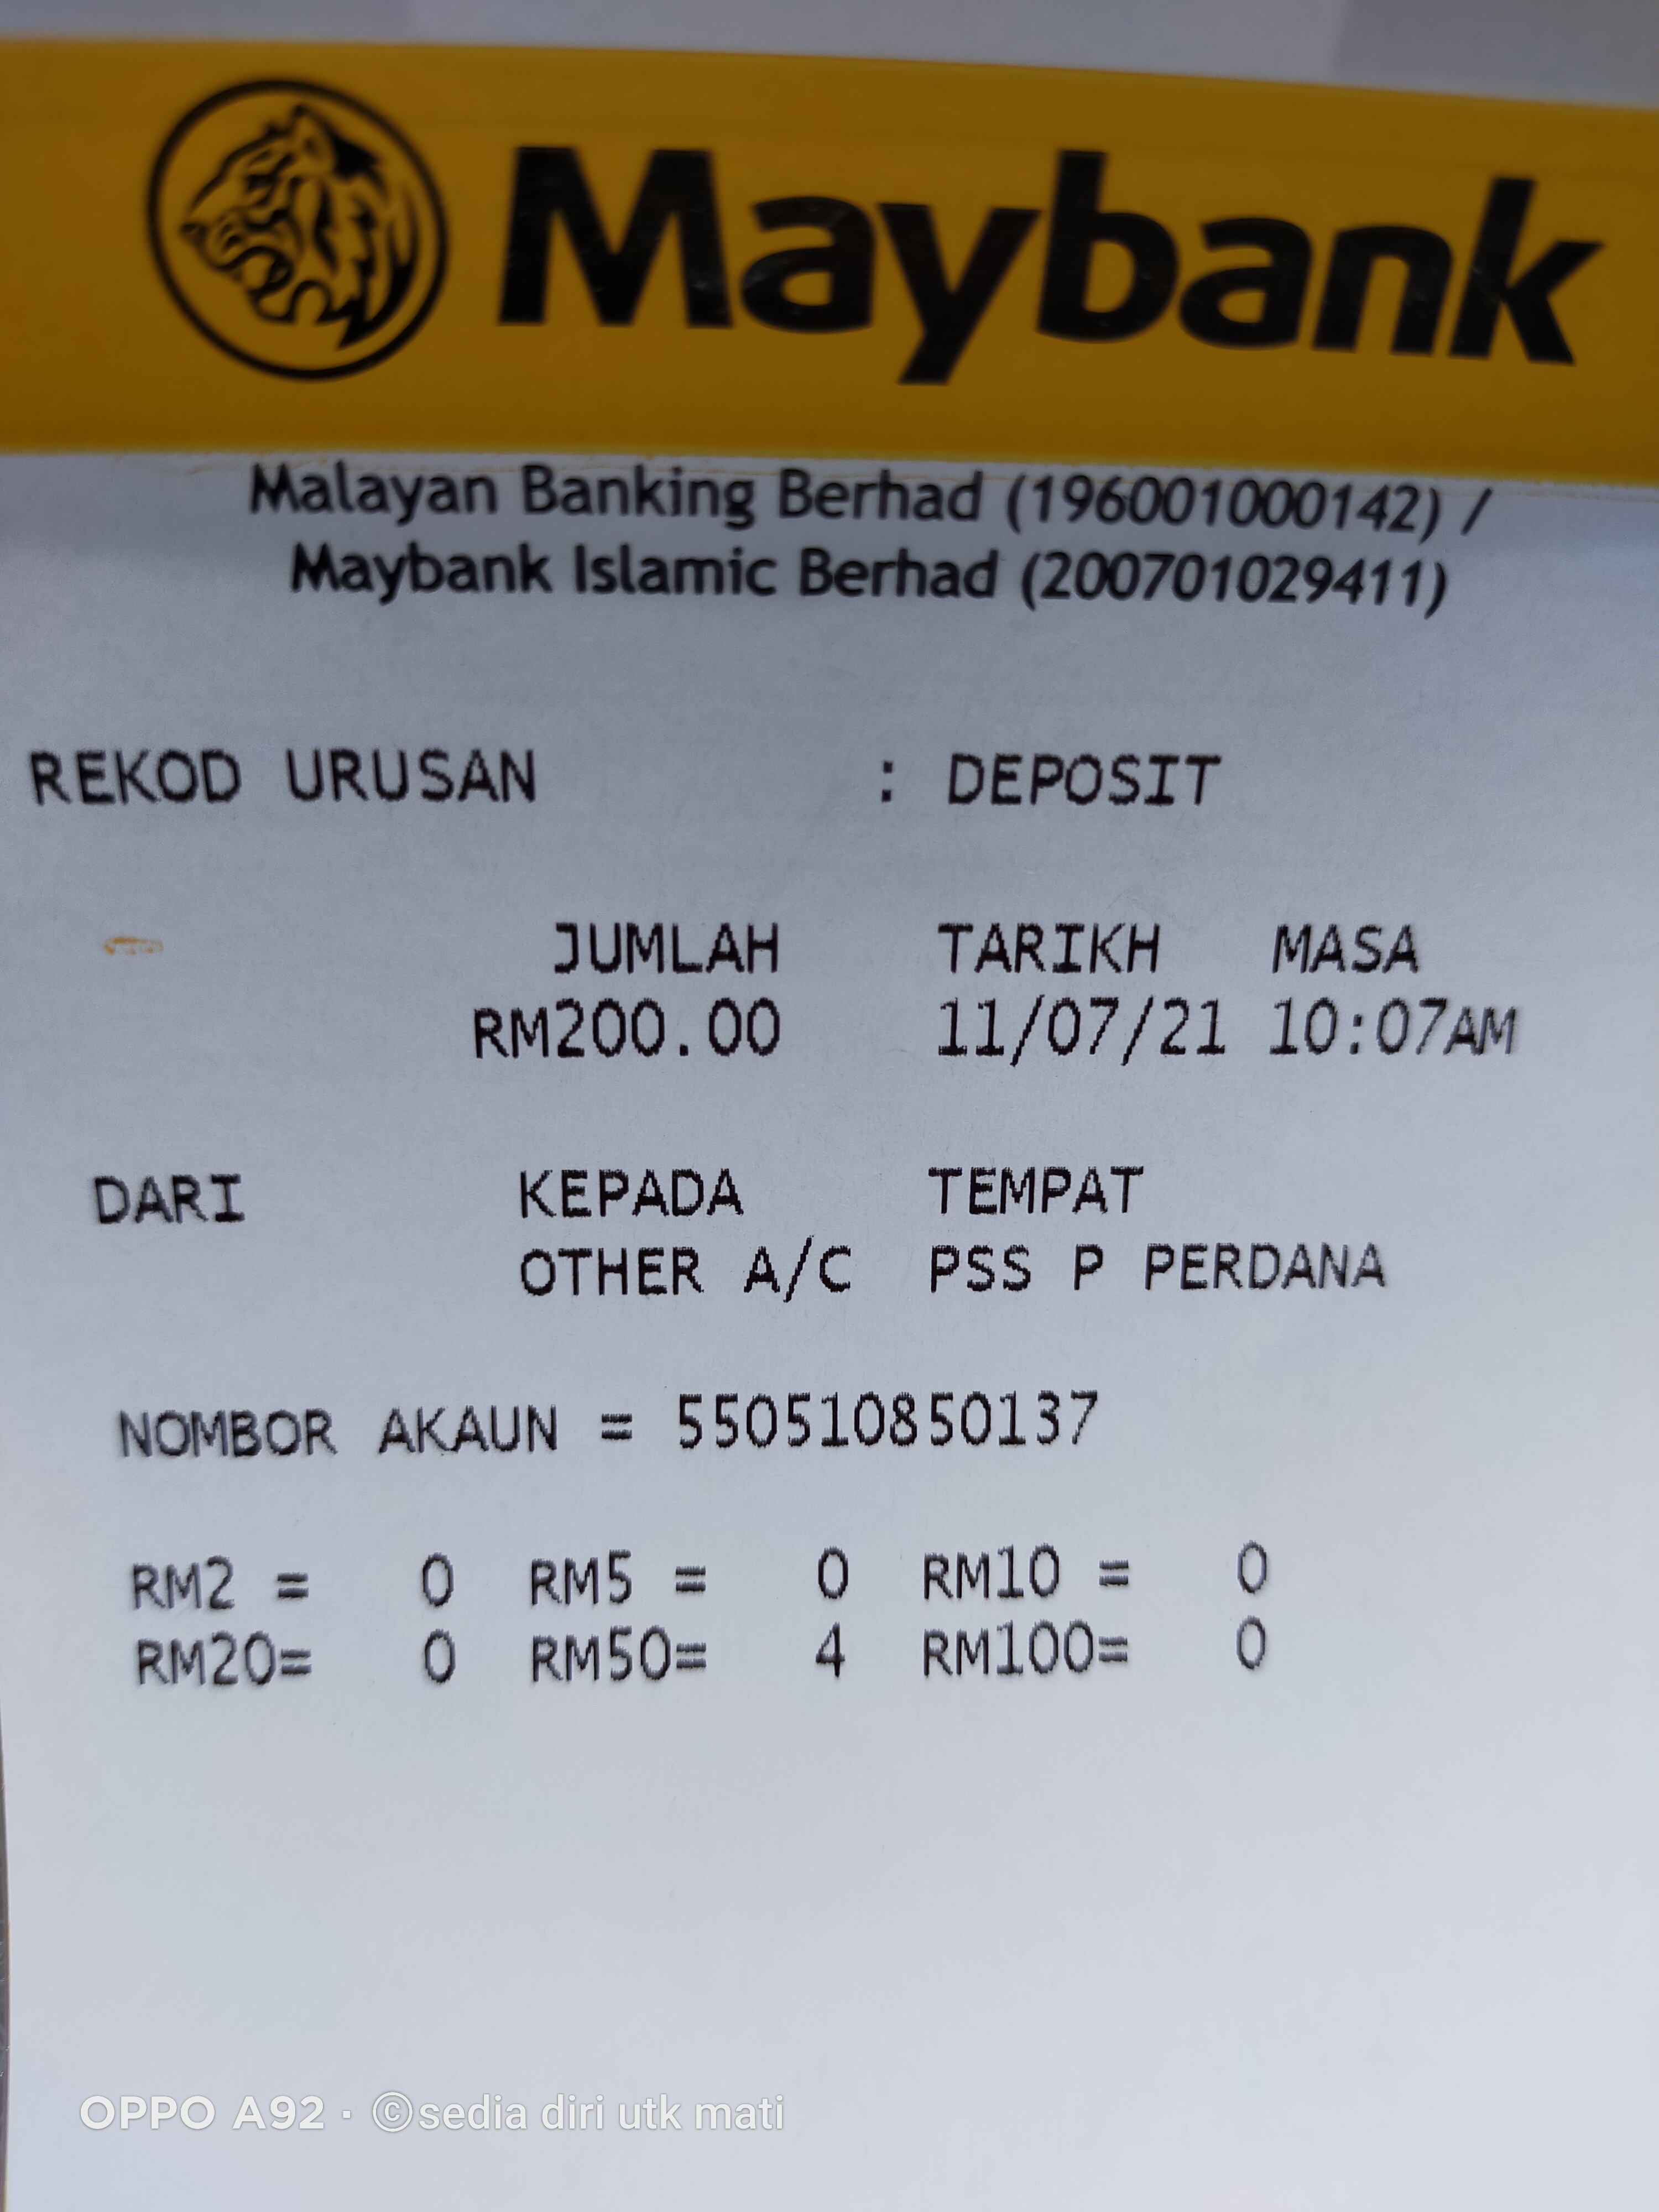 Maybank
Malayan Banking Berhad (196001000142) /
Maybank Islamic Berhad (200701029411)
REKOD URUSAN : DEPOSIT
JUMLAH TARIKH MASA
RM200.00 11/07/21 10:07AM
DARI KEPADA TEMPAT
OTHER A/C PSS P PERDANA
NOMBOR AKAUN = 550510850137
RM2 = 0 RM5 = 0 RM10 = 0
RM20= 0 RM50= 4 RM100= 0
OPPO A92 · ©sedia diri utk mati